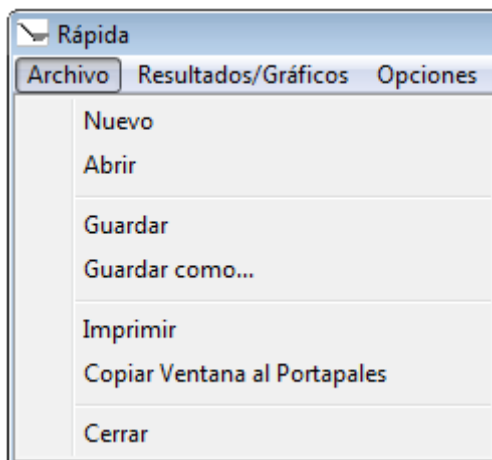 Rápida
Archivo Resultados/Gráficos Opciones
Nuevo
Abrir
Guardar
Guardar como...
Imprimir
Copiar Ventana al Portapales
Cerrar